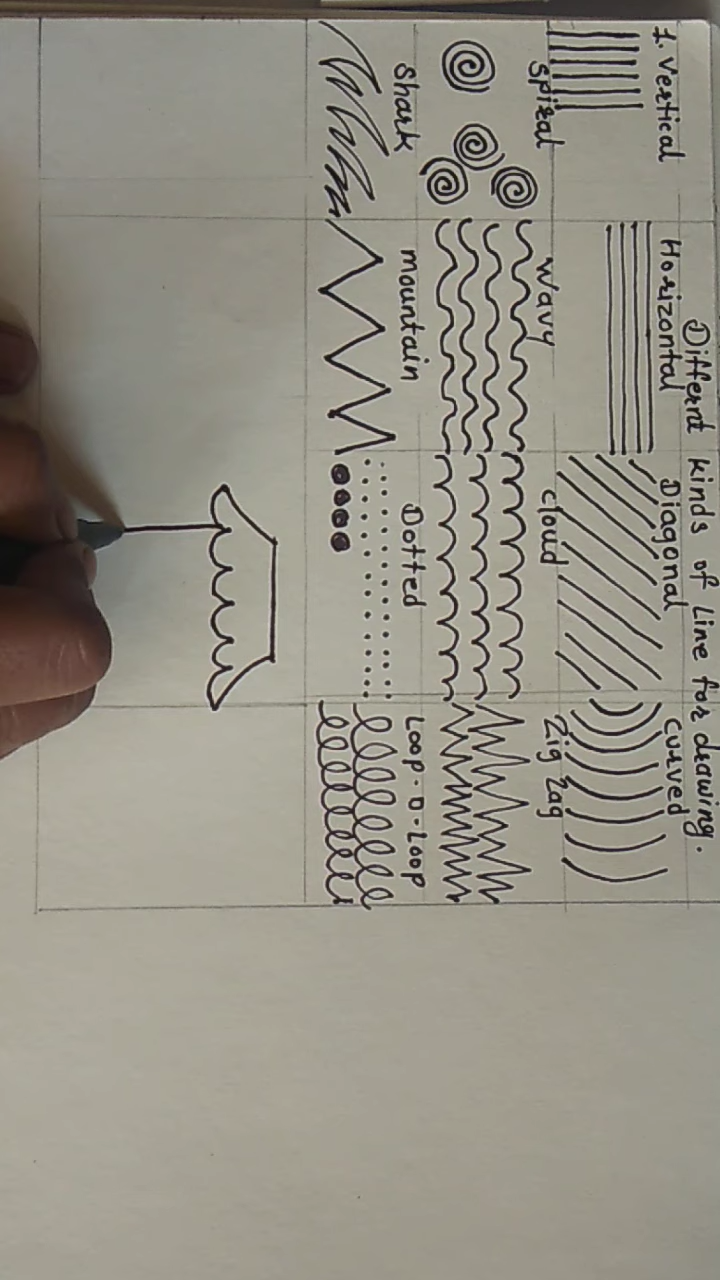 Differnt kinds of Line for drawing.
1. Vertical Horizontal Diagonal curved
Spiral wavy cloud Zig Zag
Shark mountain Dotted Loop-O-Loop